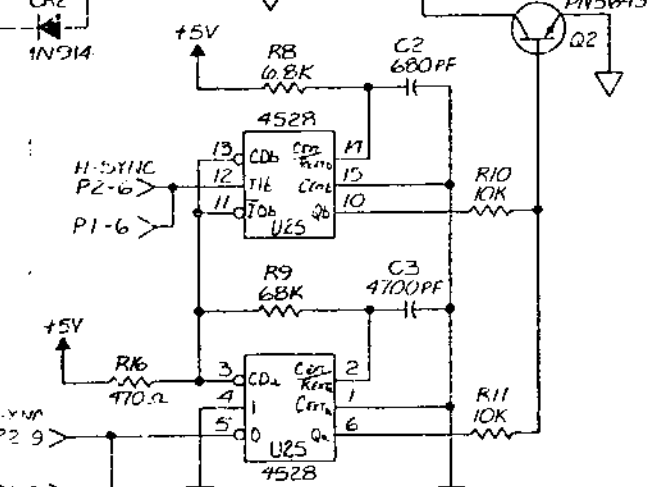 CR2
1N914
+5V
R8
6.8K
C2
680PF
PN3643
Q2
4528
13
CDb
12
11
14
15
10
Qb
U25
H-SYNC
P2-6
P1-6
R10
10K
R9
68K
C3
4700PF
+5V
R16
470Ω
3
CDa
4
I
5
O
2
1
CEXTa
6
Qa
U25
4528
R11
10K
P2 9